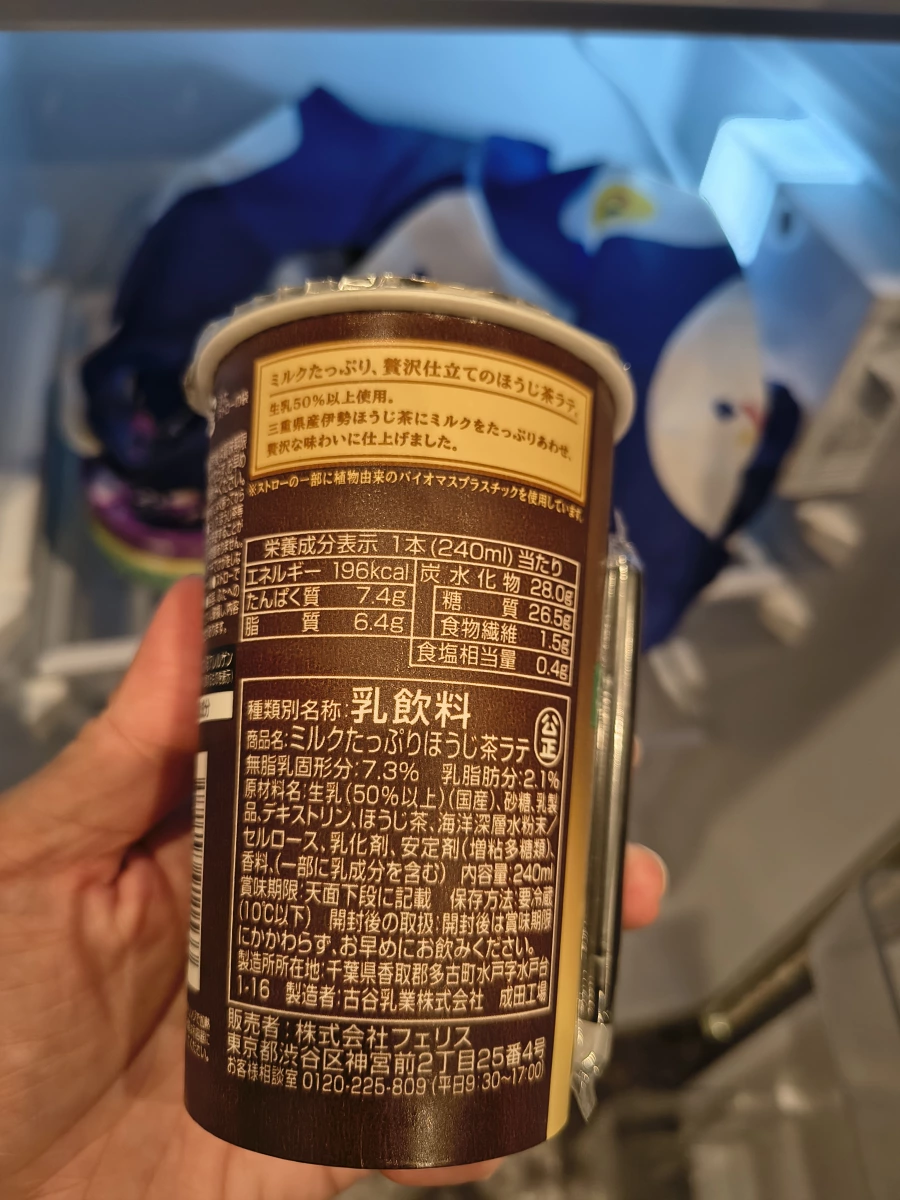 ミルクたっぷり、贅沢仕立てのほうじ茶ラテ。
生乳50%以上使用。
三重県産伊勢ほうじ茶にミルクをたっぷりあわせ、
贅沢な味わいに仕上げました。
※ストローの一部に植物由来のバイオマスプラスチックを使用しています。
栄養成分表示 1本(240ml)当たり
エネルギー 196kcal
たんぱく質 7.4g
脂質 6.4g
炭水化物 28.0g
糖質 26.5g
食物繊維 1.5g
食塩相当量 0.4g
種類別名称:乳飲料
公正
商品名:ミルクたっぷりほうじ茶ラテ
無脂乳固形分:7.3% 乳脂肪分:2.1%
原材料名:生乳(50%以上)(国産)、砂糖、乳製
品、デキストリン、ほうじ茶、海洋深層水粉末/
セルロース、乳化剤、安定剤(増粘多糖類)、
香料、(一部に乳成分を含む) 内容量:240ml
賞味期限:天面下段に記載 保存方法:要冷蔵
(10℃以下) 開封後の取扱:開封後は賞味期限
にかかわらず、お早めにお飲みください。
製造所所在地:千葉県香取郡多古町水戸字水戸台
1-16 製造者:古谷乳業株式会社 成田工場
販売者:株式会社フェリス
東京都渋谷区神宮前2丁目25番4号
お客様相談室 0120-225-809(平日9:30~17:00)